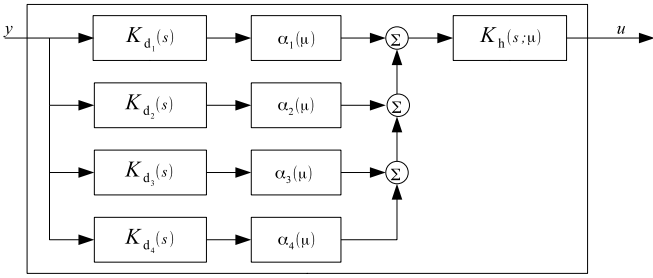 y K_{d_1}(s) α_1(μ) Σ K_h(s;μ) u
K_{d_2}(s) α_2(μ) Σ
K_{d_3}(s) α_3(μ) Σ
K_{d_4}(s) α_4(μ)